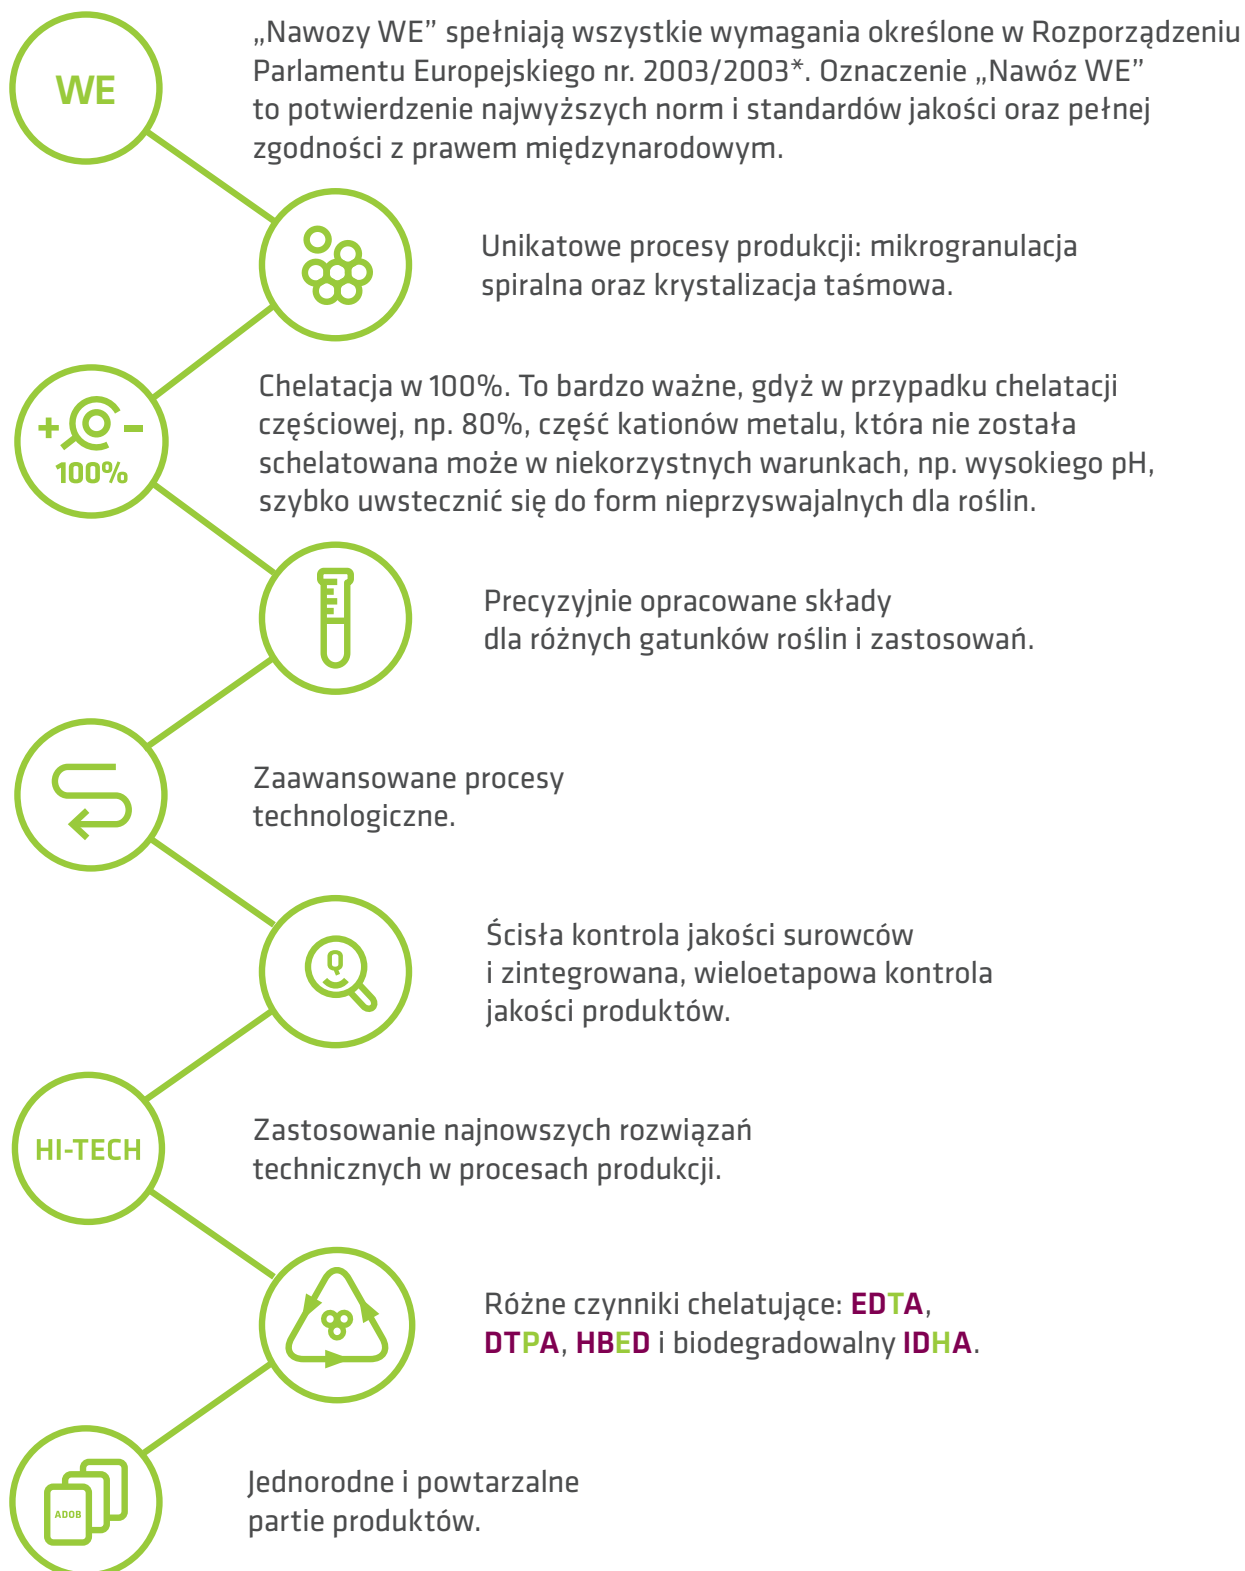 WE
„Nawozy WE” spełniają wszystkie wymagania określone w Rozporządzeniu
Parlamentu Europejskiego nr. 2003/2003*. Oznaczenie „Nawóz WE”
to potwierdzenie najwyższych norm i standardów jakości oraz pełnej
zgodności z prawem międzynarodowym.
Unikatowe procesy produkcji: mikrogranulacja
spiralna oraz krystalizacja taśmowa.
+ −
100%
Chelatacja w 100%. To bardzo ważne, gdyż w przypadku chelatacji
częściowej, np. 80%, część kationów metalu, która nie została
schelatowana może w niekorzystnych warunkach, np. wysokiego pH,
szybko uwstecznić się do form nieprzyswajalnych dla roślin.
Precyzyjnie opracowane składy
dla różnych gatunków roślin i zastosowań.
Zaawansowane procesy
technologiczne.
Q
Ścisła kontrola jakości surowców
i zintegrowana, wieloetapowa kontrola
jakości produktów.
HI-TECH
Zastosowanie najnowszych rozwiązań
technicznych w procesach produkcji.
Różne czynniki chelatujące: EDTA,
DTPA, HBED i biodegradowalny IDHA.
ADOB
Jednorodne i powtarzalne
partie produktów.